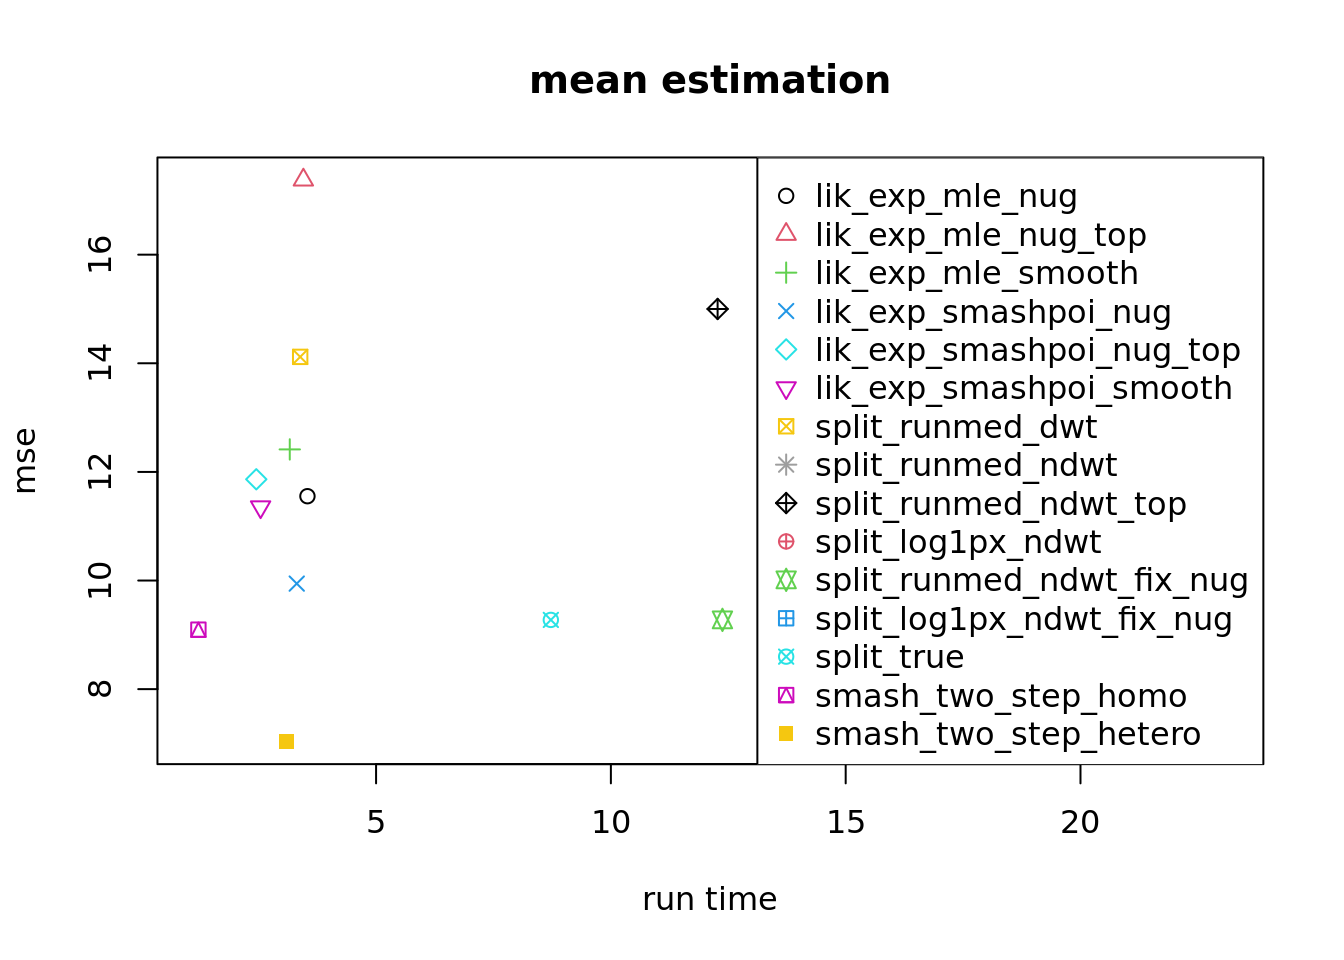 mean estimation
16
14
12
10
8
mse
5
10
15
20
run time
lik_exp_mle_nug
lik_exp_mle_nug_top
lik_exp_mle_smooth
lik_exp_smashpoi_nug
lik_exp_smashpoi_nug_top
lik_exp_smashpoi_smooth
split_runmed_dwt
split_runmed_ndwt
split_runmed_ndwt_top
split_log1px_ndwt
split_runmed_ndwt_fix_nug
split_log1px_ndwt_fix_nug
split_true
smash_two_step_homo
smash_two_step_hetero